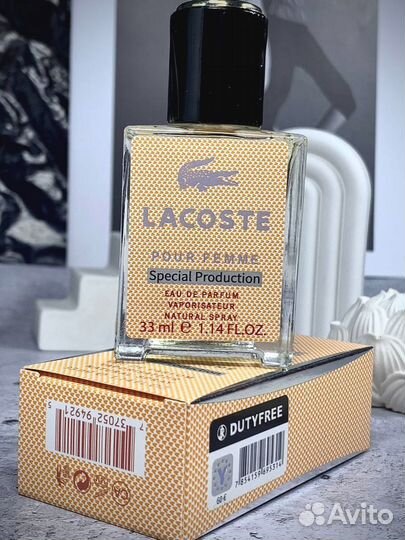 LACOSTE
POUR FEMME
Special Production
EAU DE PARFUM
VAPORISATEUR
NATURAL SPRAY
33 ml e 1.14 FL.OZ.
DUTYFREE
60-E
Avito